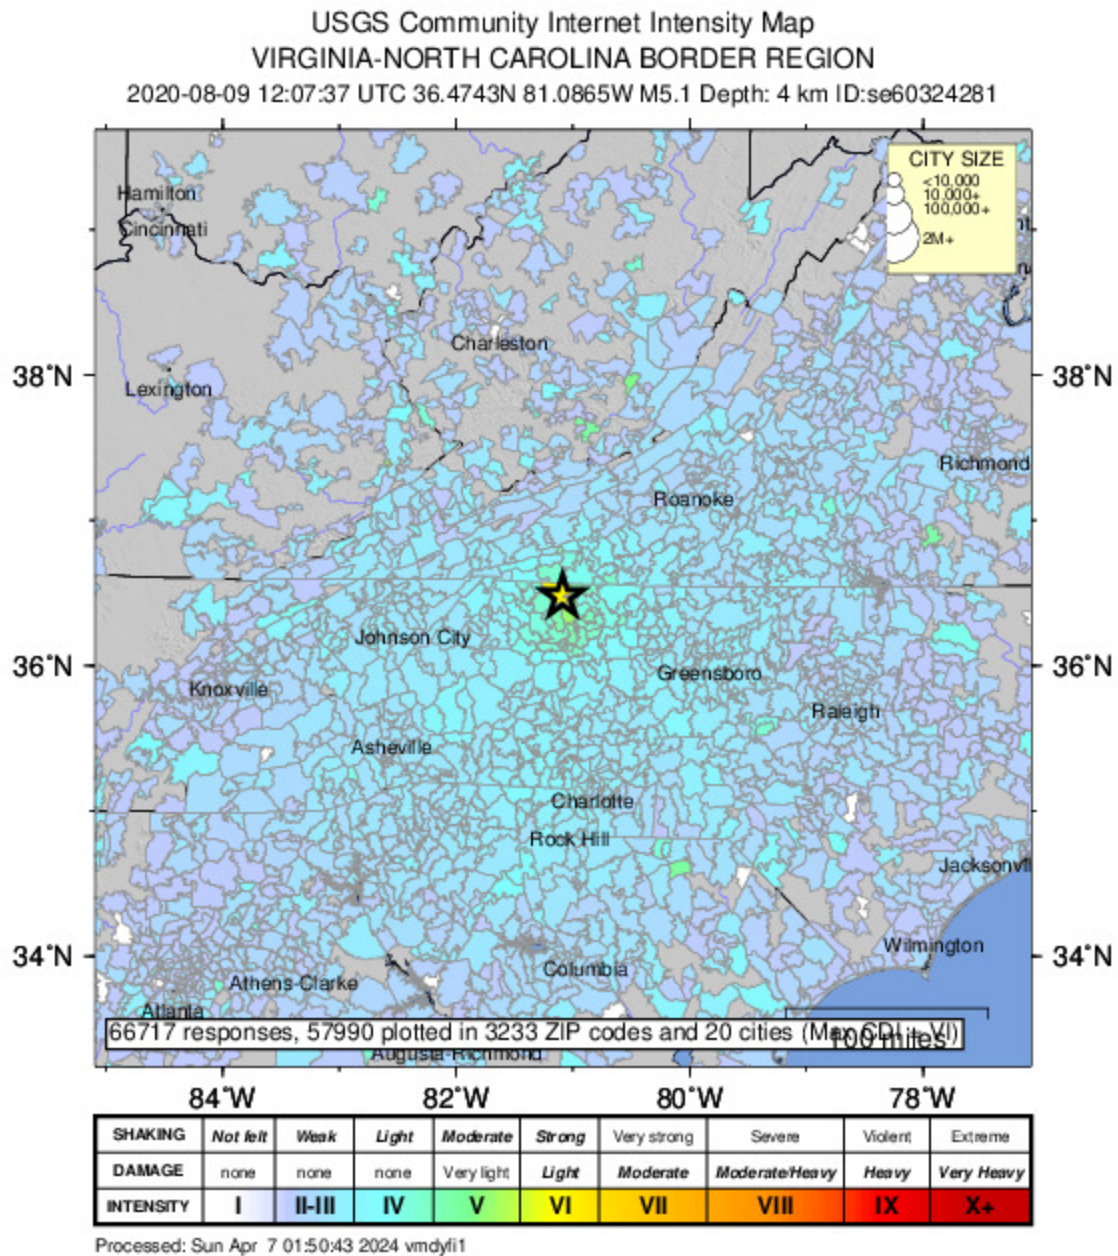 USGS Community Internet Intensity Map
VIRGINIA-NORTH CAROLINA BORDER REGION
2020-08-09 12:07:37 UTC 36.4743N 81.0865W M5.1 Depth: 4 km ID:se60324281
CITY SIZE
<10,000
10,000+
100,000+
2M+
Hamilton
Cincinnati
Charleston
38°N
38°N
Lexington
Richmond
Roanoke
Johnson City
36°N
36°N
Greensboro
Knoxville
Raleigh
Asheville
Charlotte
Rock Hill
Jacksonvil
Wilmington
34°N
34°N
Columbia
Athens-Clarke
Atlanta
66717 responses, 57990 plotted in 3233 ZIP codes and 20 cities (Max CDI = VI)
100 miles
Augusta-Richmond
84°W 82°W 80°W 78°W
SHAKING Not felt Weak Light Moderate Strong Very strong Severe Violent Extreme
DAMAGE none none none Very light Light Moderate Moderate/Heavy Heavy Very Heavy
INTENSITY I II-III IV V VI VII VIII IX X+
Processed: Sun Apr 7 01:50:43 2024 vmdyfi1